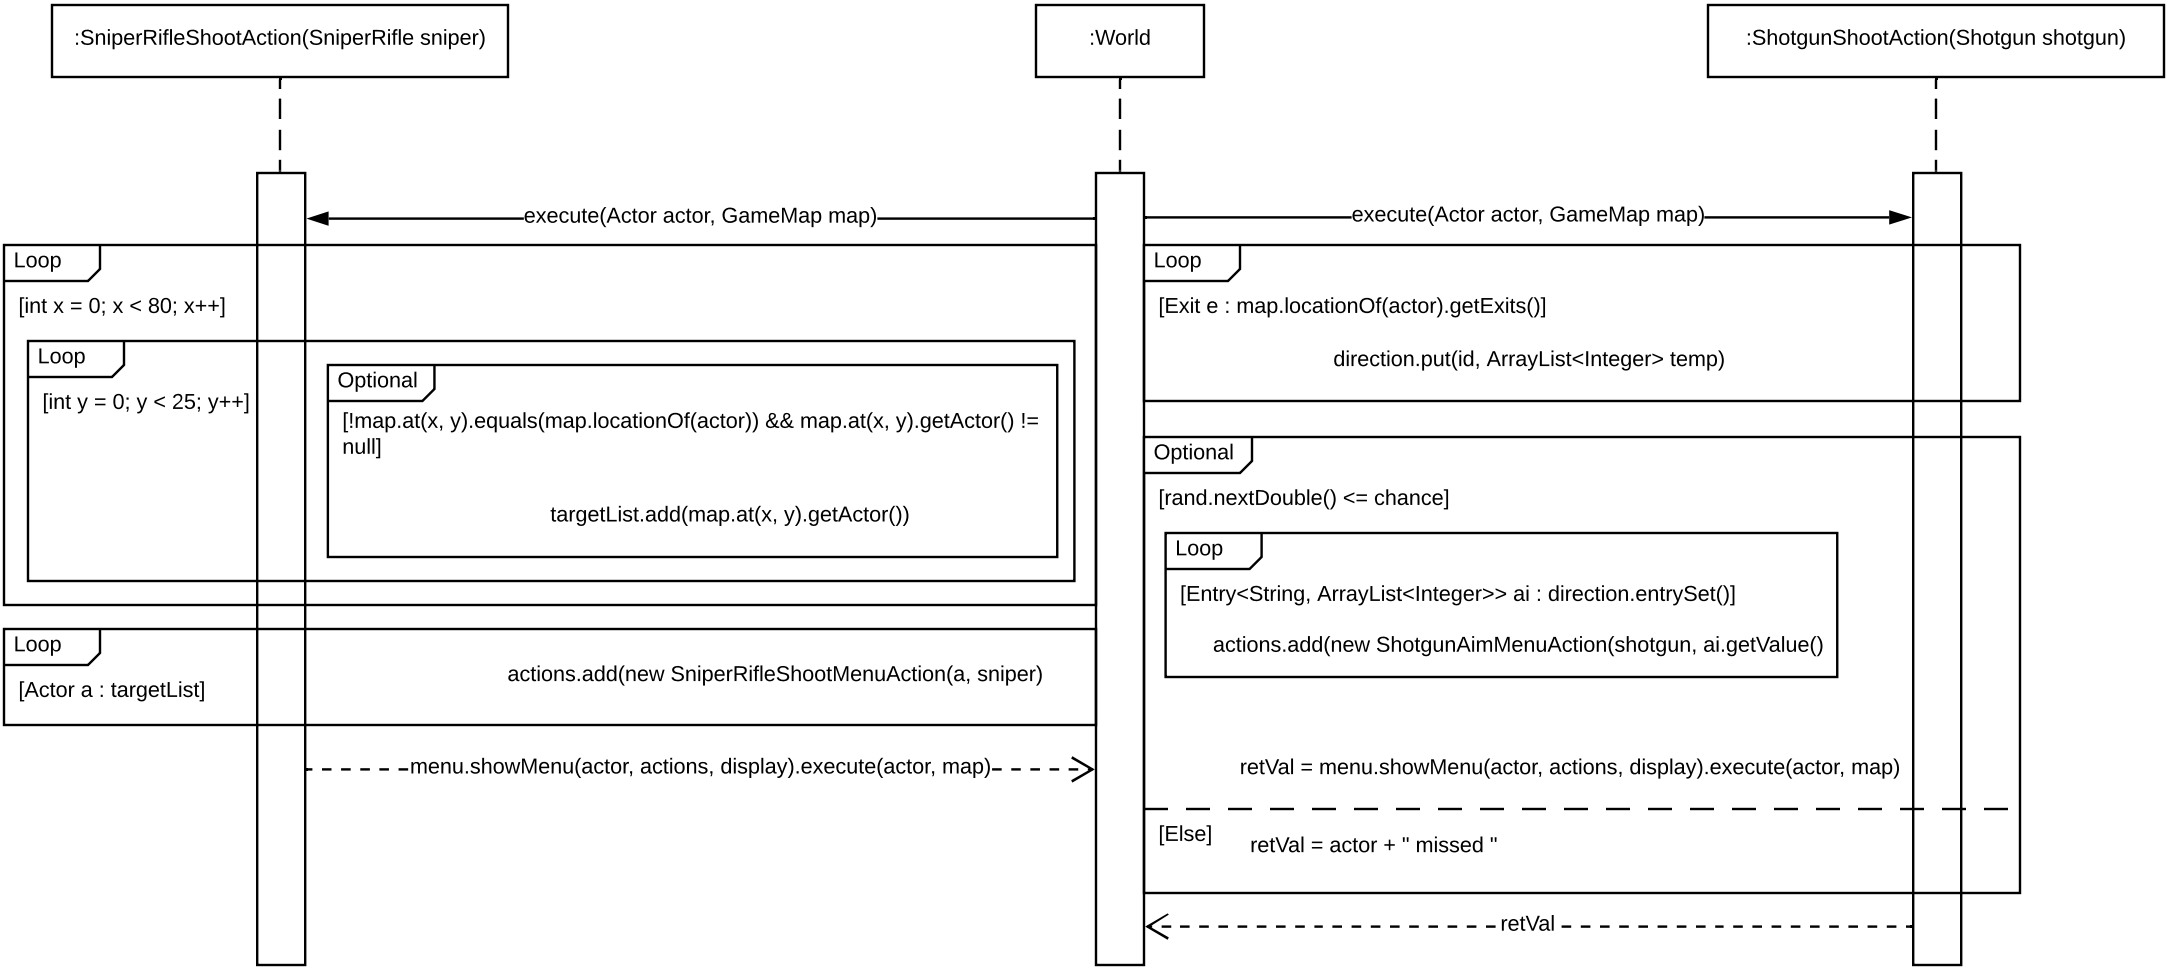 :SniperRifleShootAction(SniperRifle sniper)
:World
:ShotgunShootAction(Shotgun shotgun)
execute(Actor actor, GameMap map)
execute(Actor actor, GameMap map)
Loop
[int x = 0; x < 80; x++]
Loop
[int y = 0; y < 25; y++]
Optional
[!map.at(x, y).equals(map.locationOf(actor)) && map.at(x, y).getActor() !=
null]
targetList.add(map.at(x, y).getActor())
Loop
[Actor a : targetList]
actions.add(new SniperRifleShootMenuAction(a, sniper)
menu.showMenu(actor, actions, display).execute(actor, map)
Loop
[Exit e : map.locationOf(actor).getExits()]
direction.put(id, ArrayList<Integer> temp)
Optional
[rand.nextDouble() <= chance]
Loop
[Entry<String, ArrayList<Integer>> ai : direction.entrySet()]
actions.add(new ShotgunAimMenuAction(shotgun, ai.getValue()
retVal = menu.showMenu(actor, actions, display).execute(actor, map)
[Else]
retVal = actor + " missed "
retVal